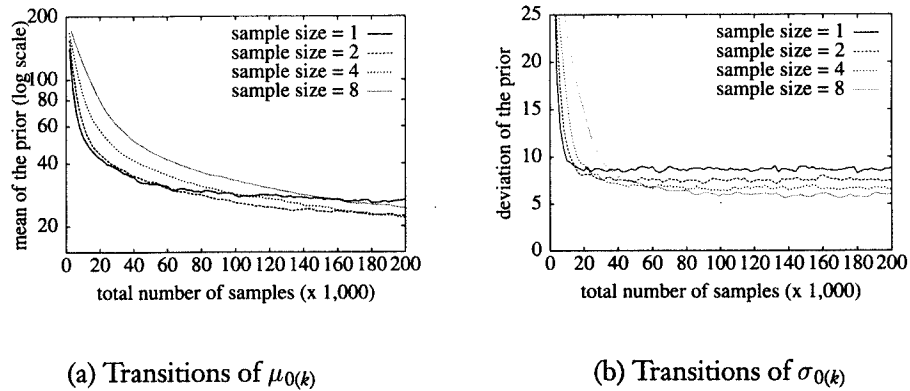 mean of the prior (log scale)
200
100
80
60
40
20
sample size = 1
sample size = 2
sample size = 4
sample size = 8
0 20 40 60 80 100 120 140 160 180 200
total number of samples (x 1,000)
(a) Transitions of μ0(k)
deviation of the prior
25
20
15
10
5
0
sample size = 1
sample size = 2
sample size = 4
sample size = 8
0 20 40 60 80 100 120 140 160 180 200
total number of samples (x 1,000)
(b) Transitions of σ0(k)